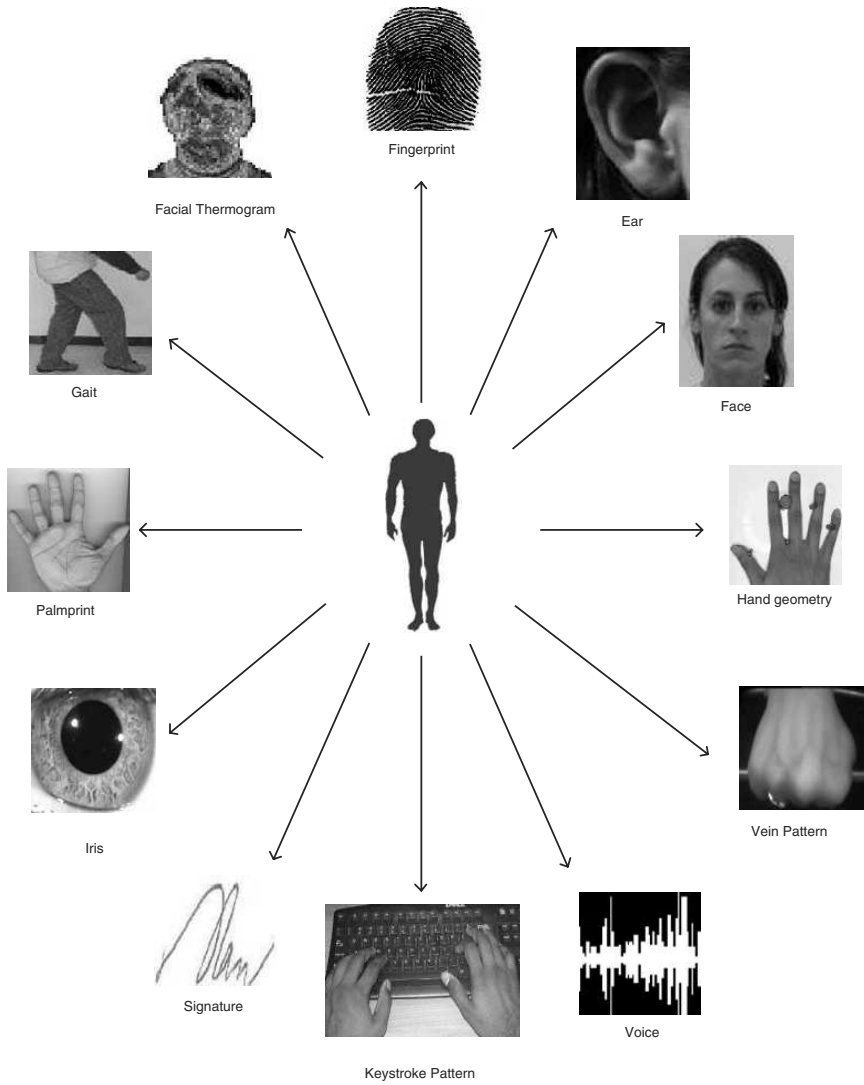 Fingerprint
Ear
Facial Thermogram
Face
Gait
Hand geometry
Palmprint
Vein Pattern
Iris
Signature
Voice
Keystroke Pattern